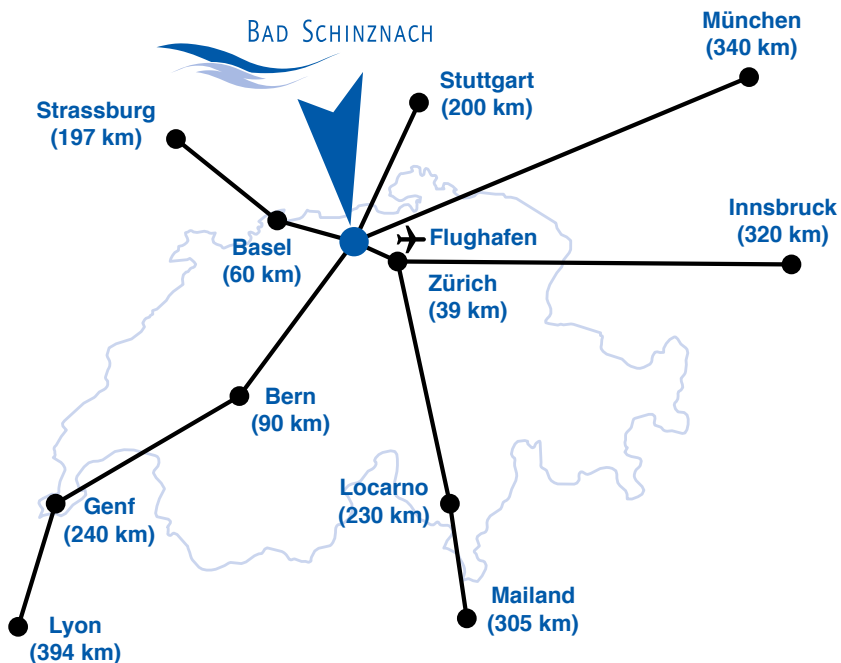 BAD SCHINZNACH
München
(340 km)
Stuttgart
(200 km)
Strassburg
(197 km)
Innsbruck
(320 km)
Basel
(60 km)
Flughafen
Zürich
(39 km)
Bern
(90 km)
Locarno
(230 km)
Genf
(240 km)
Mailand
(305 km)
Lyon
(394 km)